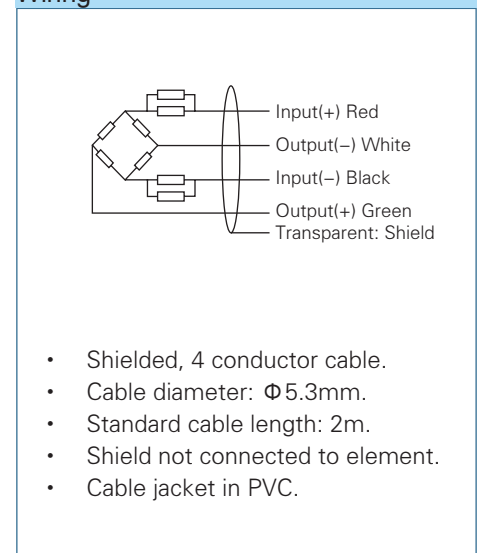 Wiring
Input(+) Red
Output(−) White
Input(−) Black
Output(+) Green
Transparent: Shield
• Shielded, 4 conductor cable.
• Cable diameter: Φ5.3mm.
• Standard cable length: 2m.
• Shield not connected to element.
• Cable jacket in PVC.